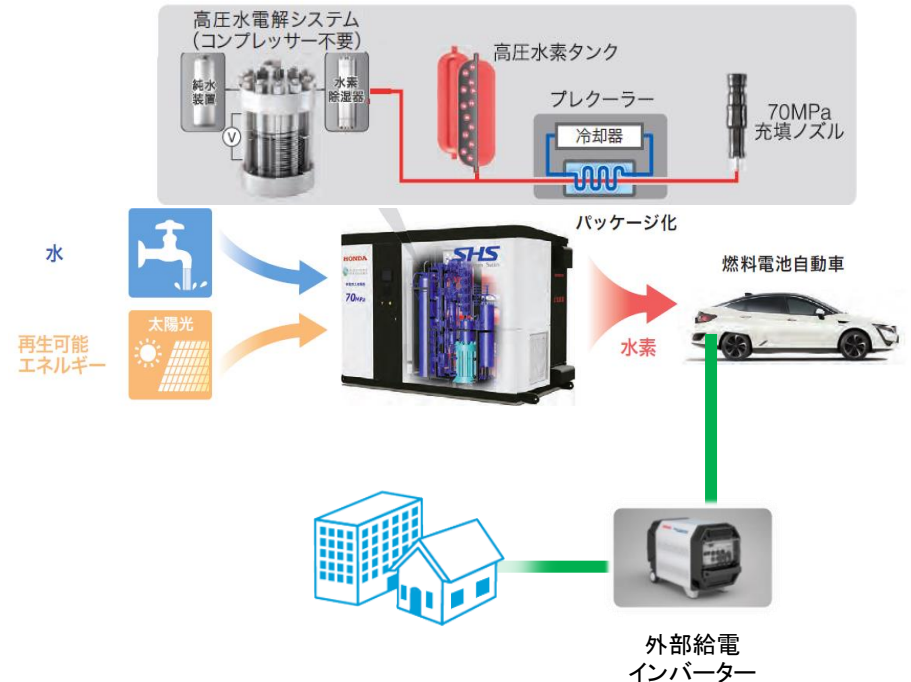 高圧水電解システム
(コンプレッサー不要)
高圧水素タンク
純水
装置
水素
除湿器
V
プレクーラー
冷却器
70MPa
充填ノズル
パッケージ化
水
HONDA
SHS
70MPa
燃料電池自動車
太陽光
再生可能
エネルギー
水素
外部給電
インバーター